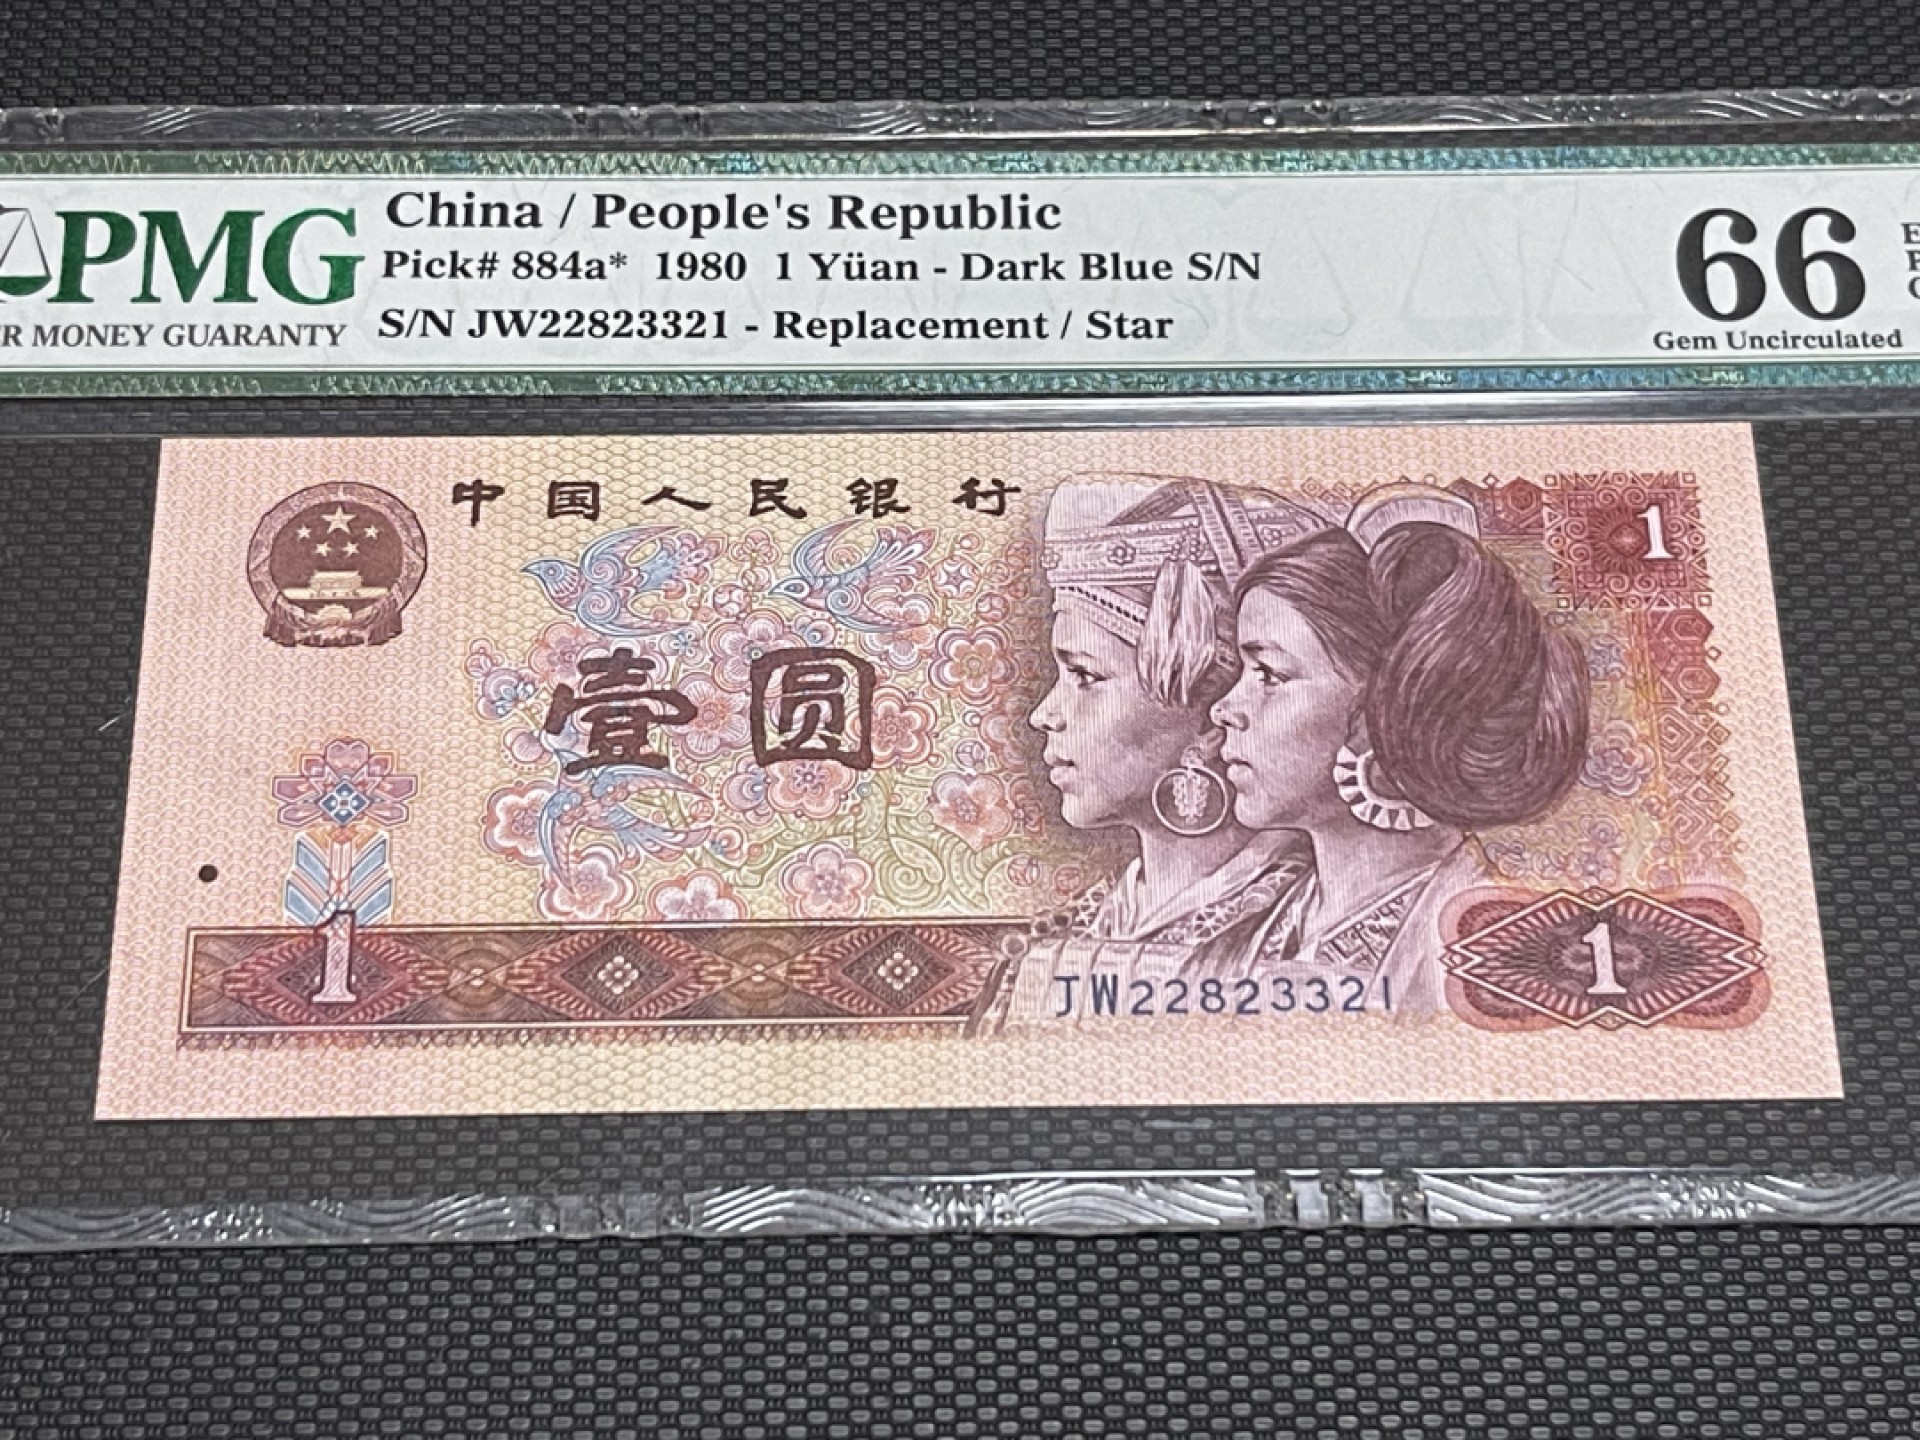 China / People's Republic
PMG
Pick# 884a* 1980 1 Yüan - Dark Blue S/N
MONEY GUARANTY
S/N JW22823321 - Replacement / Star
66
Gem Uncirculated
中国人民银行
1
壹圆
1
JW22823321
1